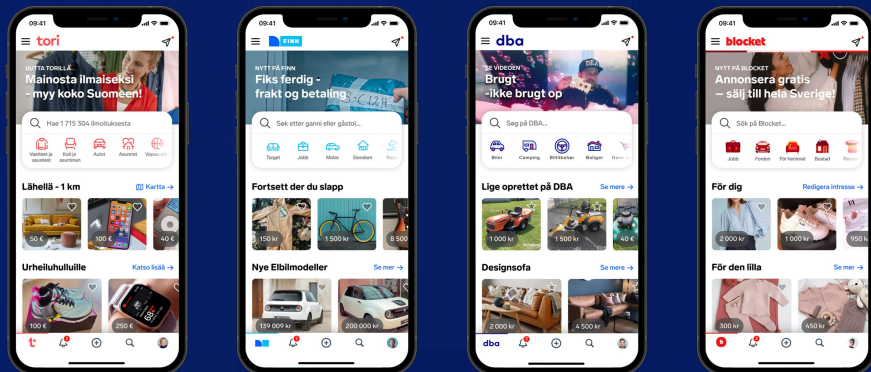 09:41
tori
UUTTA TORILLA
Mainosta ilmaiseksi
- myy koko Suomeen!
Hae 1 715 304 ilmoituksesta
Vaatteet ja asusteet
Koti ja asuminen
Autot
Asunnot
Lähellä - 1 km
Kartta →
50 €
100 €
40 €
Urheiluhulluille
Katso lisää →
100 €
250 €
t
2
09:41
FINN
NYTT PÅ FINN
Fiks ferdig -
frakt og betaling
Søk etter ganni eller gåstol...
Torget
Jobb
Motor
Eiendom
Fortsett der du slapp
150 kr
1 500 kr
8 500
Nye Elbilmodeller
Se mer →
139 009 kr
200 000 kr
2
09:41
dba
SE VIDOEN
Brugt
-ikke brugt op
Søg på DBA...
Biler
Camping
Biltilbehør
Boliger
Lige oprettet på DBA
Se mere →
1 000 kr
1 500 kr
40 €
Designsofa
Se mere →
2 000 kr
4 500 kr
dba
2
09:41
blocket
NYTT PÅ BLOCKET
Annonsera gratis
– sälj till hela Sverige!
Sök på Blocket...
Jobb
Fordon
För hemmet
Bostad
För dig
Redigera intresse →
2 000 kr
1 000 kr
950 k
För den lilla
Se mer →
300 kr
450 kr
b
2